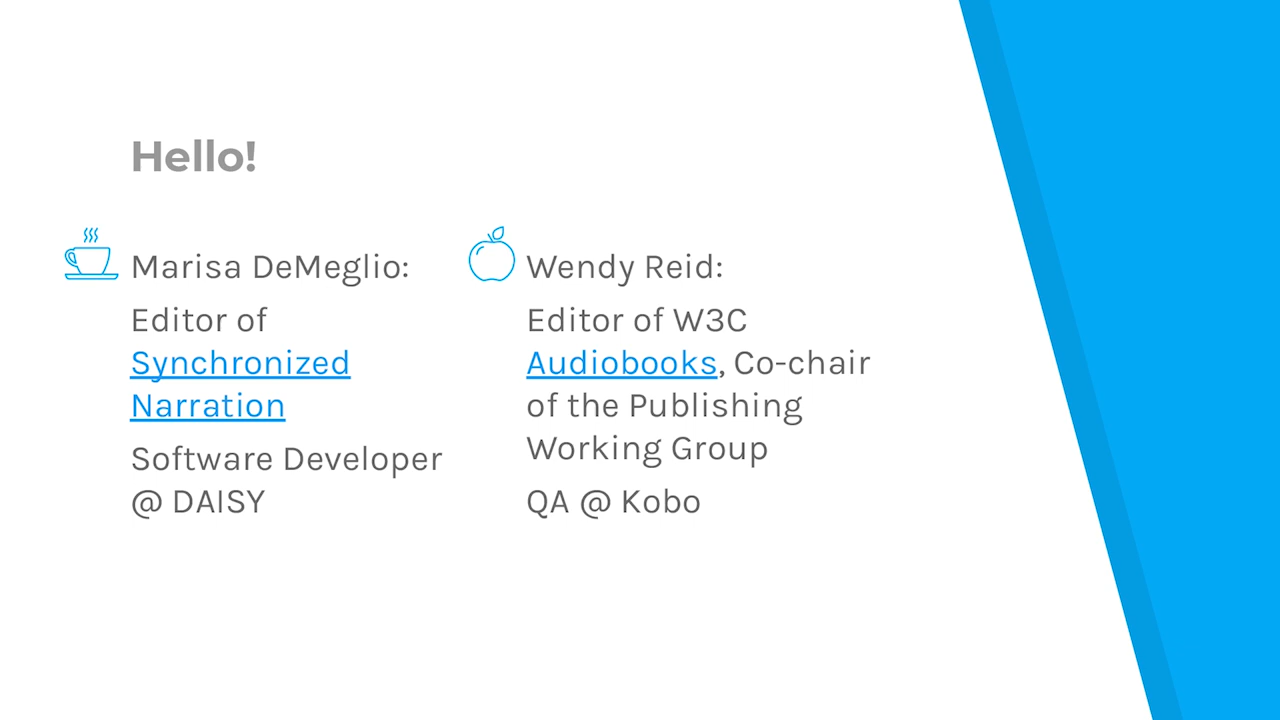 Hello!
Marisa DeMeglio:
Editor of
Synchronized
Narration
Software Developer
@ DAISY
Wendy Reid:
Editor of W3C
Audiobooks, Co-chair
of the Publishing
Working Group
QA @ Kobo